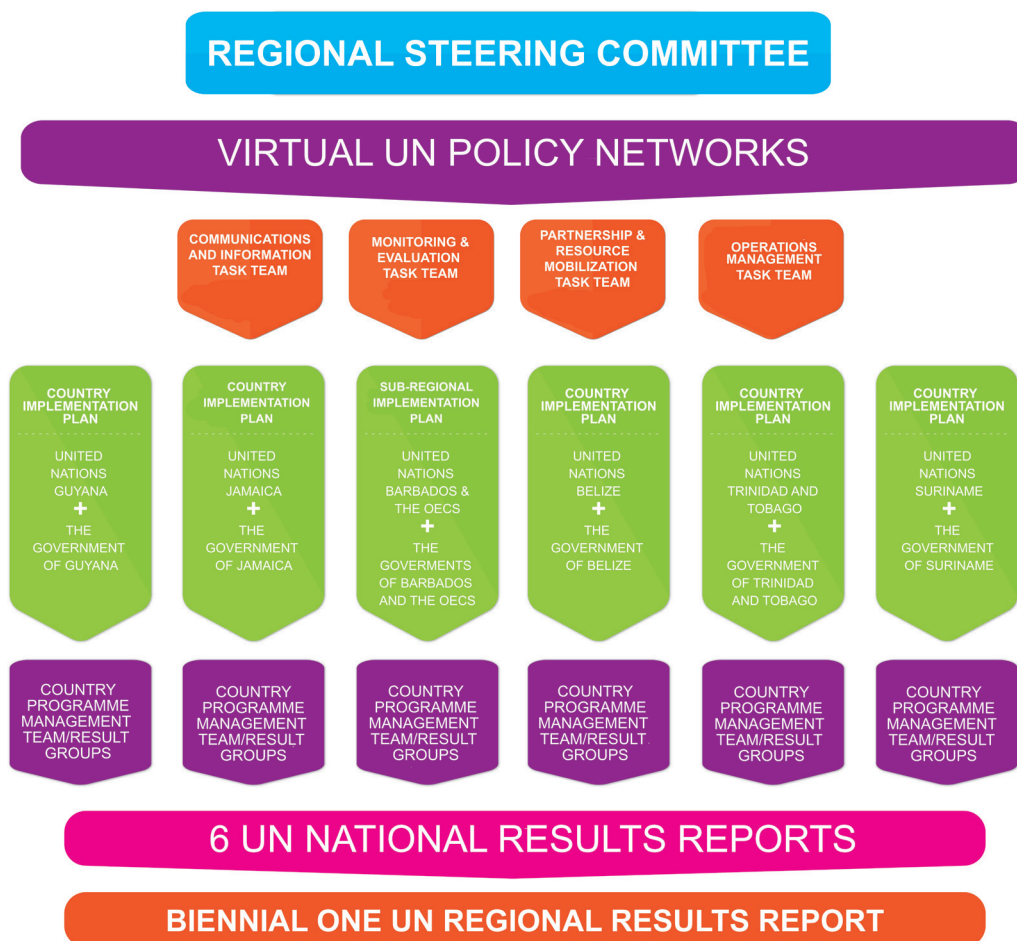 REGIONAL STEERING COMMITTEE
VIRTUAL UN POLICY NETWORKS
COMMUNICATIONS
AND INFORMATION
TASK TEAM
MONITORING &
EVALUATION
TASK TEAM
PARTNERSHIP &
RESOURCE
MOBILIZATION
TASK TEAM
OPERATIONS
MANAGEMENT
TASK TEAM
COUNTRY
IMPLEMENTATION
PLAN
UNITED
NATIONS
GUYANA
+
THE
GOVERNMENT
OF GUYANA
COUNTRY
IMPLEMENTATION
PLAN
UNITED
NATIONS
JAMAICA
+
THE
GOVERNMENT
OF JAMAICA
SUB-REGIONAL
IMPLEMENTATION
PLAN
UNITED
NATIONS
BARBADOS &
THE OECS
+
THE
GOVERMENTS
OF BARBADOS
AND THE OECS
COUNTRY
IMPLEMENTATION
PLAN
UNITED
NATIONS
BELIZE
+
THE
GOVERNMENT
OF BELIZE
COUNTRY
IMPLEMENTATION
PLAN
UNITED
NATIONS
TRINIDAD AND
TOBAGO
+
THE
GOVERNMENT
OF TRINIDAD
AND TOBAGO
COUNTRY
IMPLEMENTATION
PLAN
UNITED
NATIONS
SURINAME
+
THE
GOVERNMENT
OF SURINAME
COUNTRY
PROGRAMME
MANAGEMENT
TEAM/RESULT
GROUPS
COUNTRY
PROGRAMME
MANAGEMENT
TEAM/RESULT
GROUPS
COUNTRY
PROGRAMME
MANAGEMENT
TEAM/RESULT
GROUPS
COUNTRY
PROGRAMME
MANAGEMENT
TEAM/RESULT.
GROUPS
COUNTRY
PROGRAMME
MANAGEMENT
TEAM/RESULT
GROUPS
COUNTRY
PROGRAMME
MANAGEMENT
TEAM/RESULT
GROUPS
6 UN NATIONAL RESULTS REPORTS
BIENNIAL ONE UN REGIONAL RESULTS REPORT